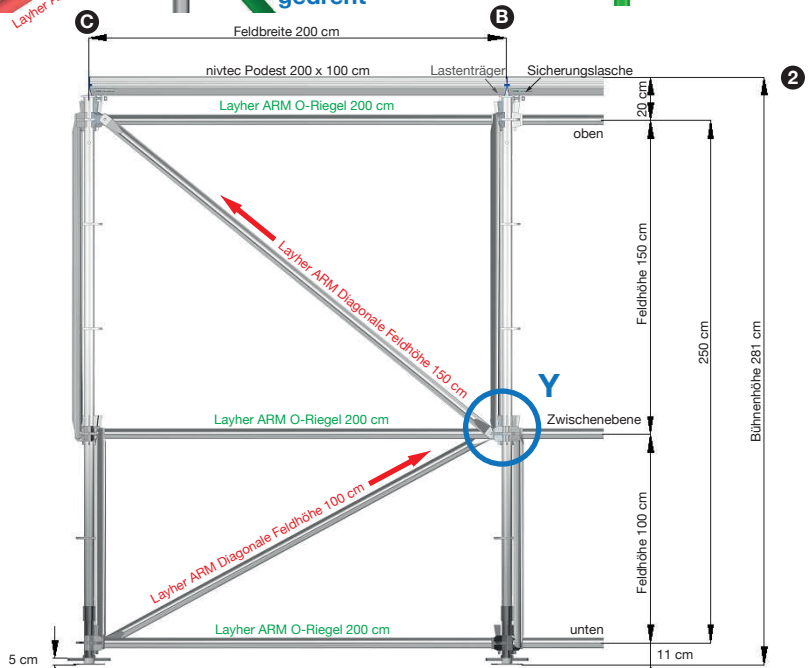 Layher A
gedreht
C
B
Feldbreite 200 cm
2
nivtec Podest 200 x 100 cm
Lastenträger
Sicherungslasche
20 cm
Layher ARM O-Riegel 200 cm
oben
Layher ARM Diagonale Feldhöhe 150 cm
Feldhöhe 150 cm
250 cm
Bühnenhöhe 281 cm
Y
Layher ARM O-Riegel 200 cm
Zwischenebene
Layher ARM Diagonale Feldhöhe 100 cm
Feldhöhe 100 cm
Layher ARM O-Riegel 200 cm
unten
5 cm
11 cm